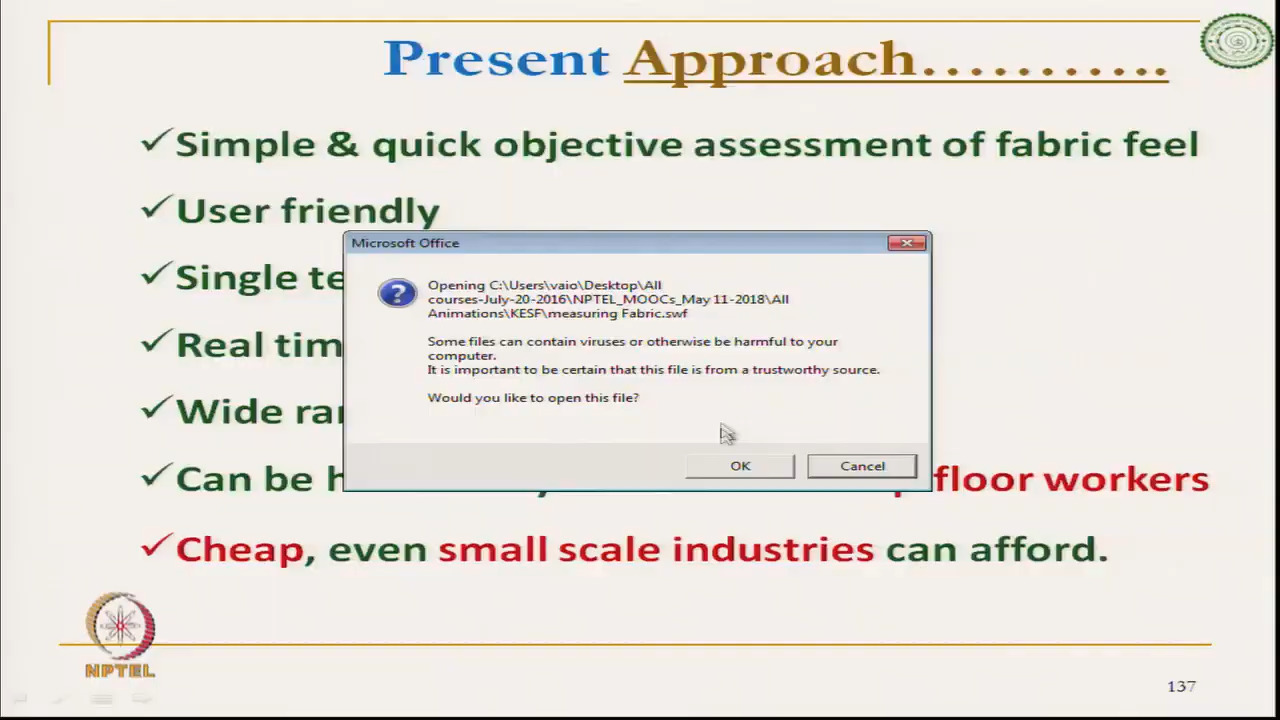 Present Approach...........
✓Simple & quick objective assessment of fabric feel
✓User friendly
✓Single
✓Real
✓Wide
✓Can be floor workers
✓Cheap, even small scale industries can afford.
Microsoft Office
Opening C:\Users\vaio\Desktop\All
courses-July-20-2016\NPTEL_MOOCs_May 11-2018\All
Animations\KESF\measuring Fabric.swf
Some files can contain viruses or otherwise be harmful to your
computer.
It is important to be certain that this file is from a trustworthy source.
Would you like to open this file?
OK Cancel
NPTEL
137